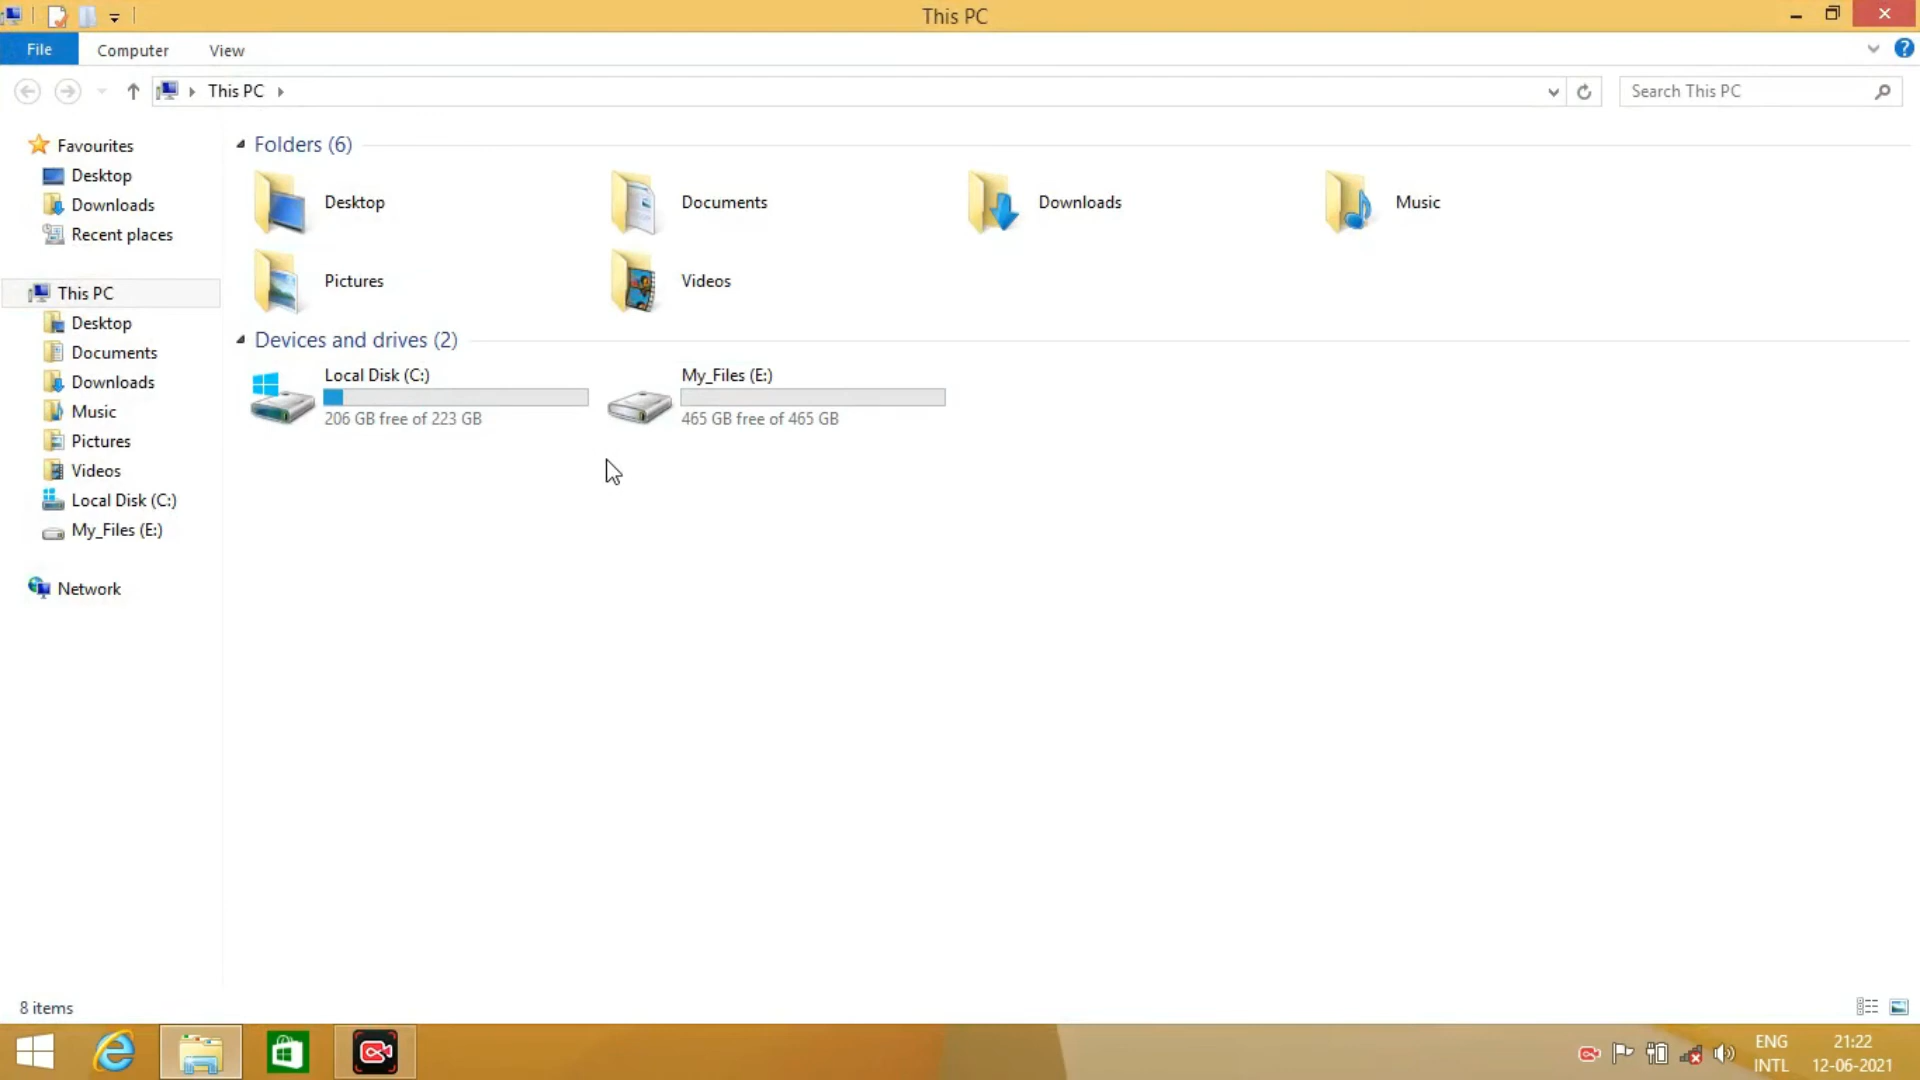 This PC
File Computer View
This PC
Search This PC
Favourites
Desktop
Downloads
Recent places
This PC
Desktop
Documents
Downloads
Music
Pictures
Videos
Local Disk (C:)
My_Files (E:)
Network
Folders (6)
Desktop
Documents
Downloads
Music
Pictures
Videos
Devices and drives (2)
Local Disk (C:)
206 GB free of 223 GB
My_Files (E:)
465 GB free of 465 GB
8 items
ENG
INTL
21:22
12-06-2021